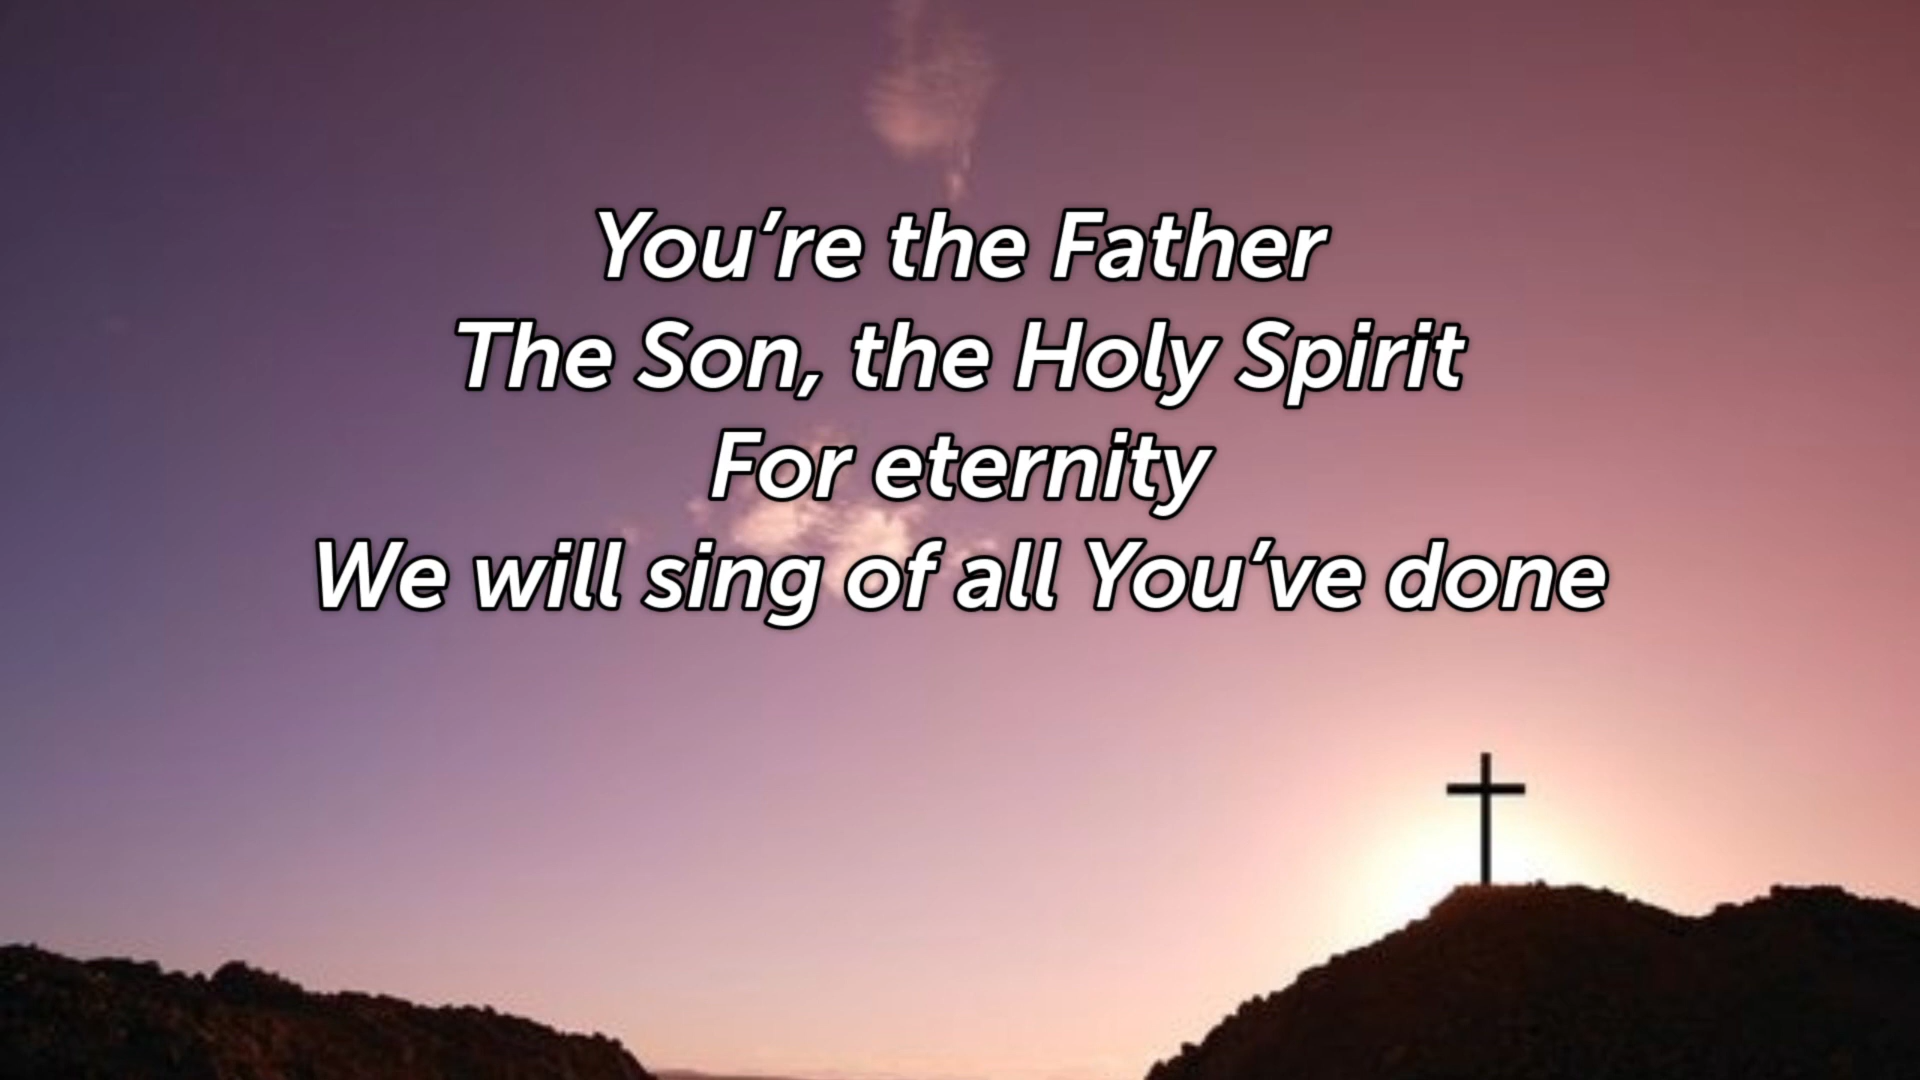 You’re the Father
The Son, the Holy Spirit
For eternity
We will sing of all You’ve done